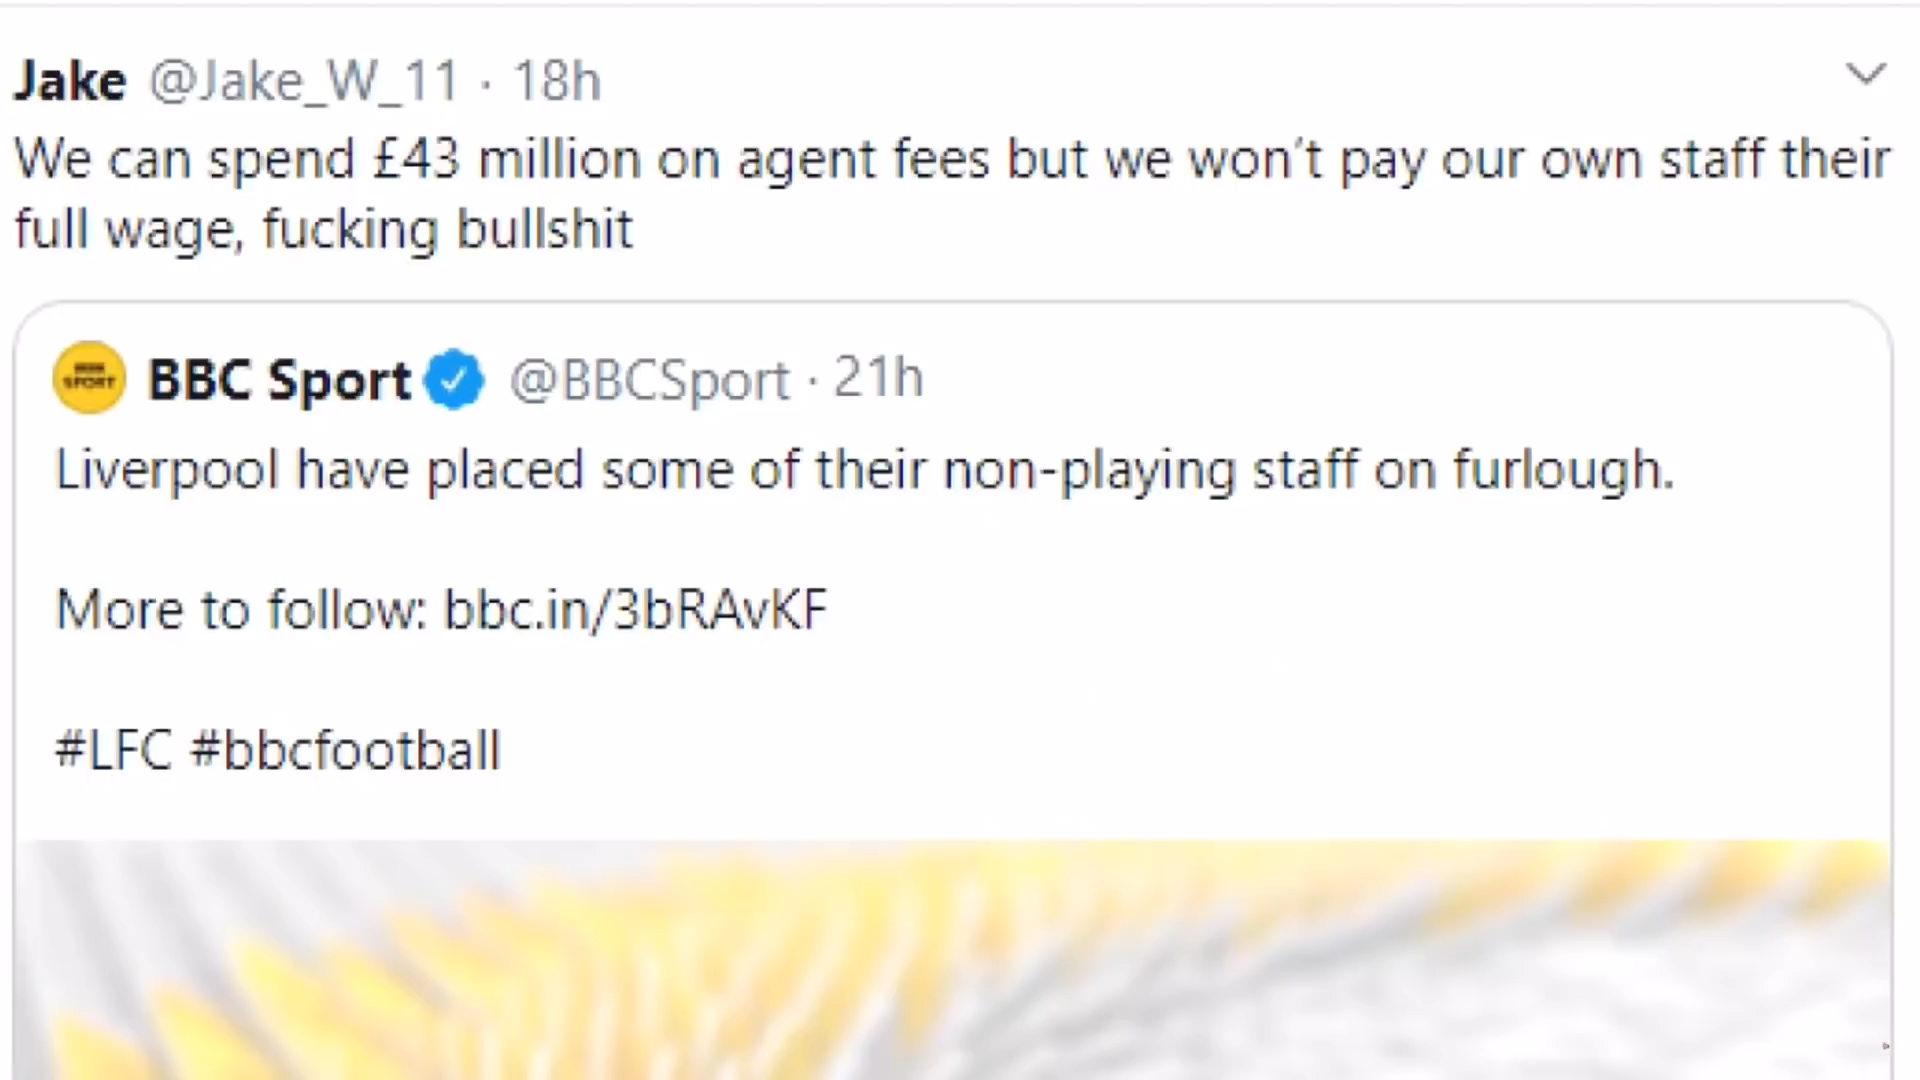 Jake @Jake_W_11 · 18h
We can spend £43 million on agent fees but we won't pay our own staff their
full wage, fucking bullshit
SPORT BBC Sport @BBCSport · 21h
Liverpool have placed some of their non-playing staff on furlough.
More to follow: bbc.in/3bRAvKF
#LFC #bbcfootball